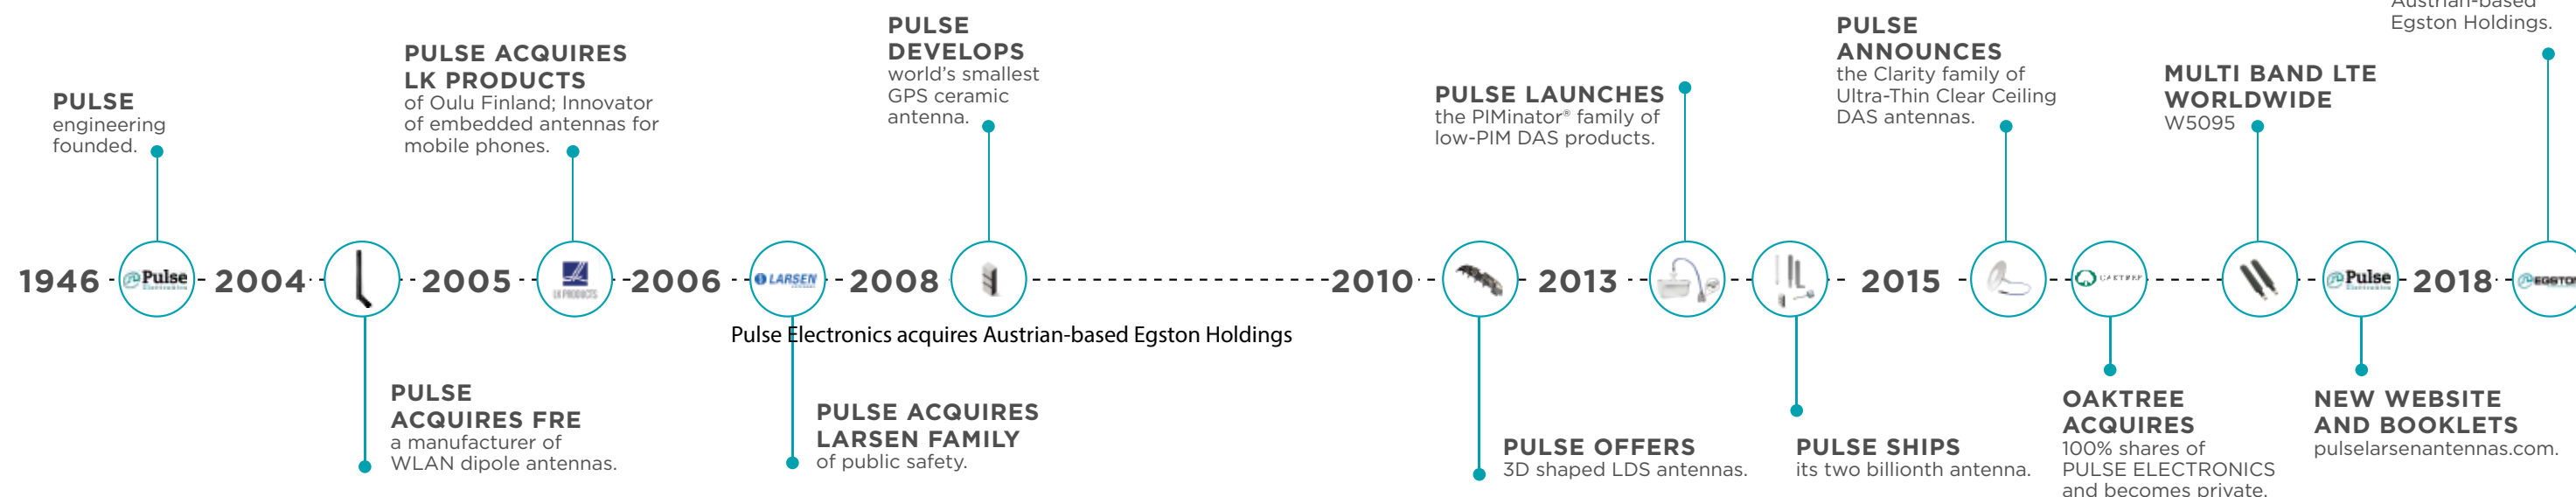 PULSE
engineering
founded.
PULSE ACQUIRES
LK PRODUCTS
of Oulu Finland; Innovator
of embedded antennas for
mobile phones.
PULSE
DEVELOPS
world's smallest
GPS ceramic
antenna.
PULSE LAUNCHES
the PIMinator® family of
low-PIM DAS products.
PULSE
ANNOUNCES
the Clarity family of
Ultra-Thin Clear Ceiling
DAS antennas.
MULTI BAND LTE
WORLDWIDE
W5095
Austrian-based
Egston Holdings.
1946 Pulse Electronics 2004 2005 LK PRODUCTS 2006 LARSEN 2008 2010 2013 2015 OAKTREE Pulse Electronics 2018 EGSTON
Pulse Electronics acquires Austrian-based Egston Holdings
PULSE
ACQUIRES FRE
a manufacturer of
WLAN dipole antennas.
PULSE ACQUIRES
LARSEN FAMILY
of public safety.
PULSE OFFERS
3D shaped LDS antennas.
PULSE SHIPS
its two billionth antenna.
OAKTREE
ACQUIRES
100% shares of
PULSE ELECTRONICS
and becomes private.
NEW WEBSITE
AND BOOKLETS
pulselarsenantennas.com.